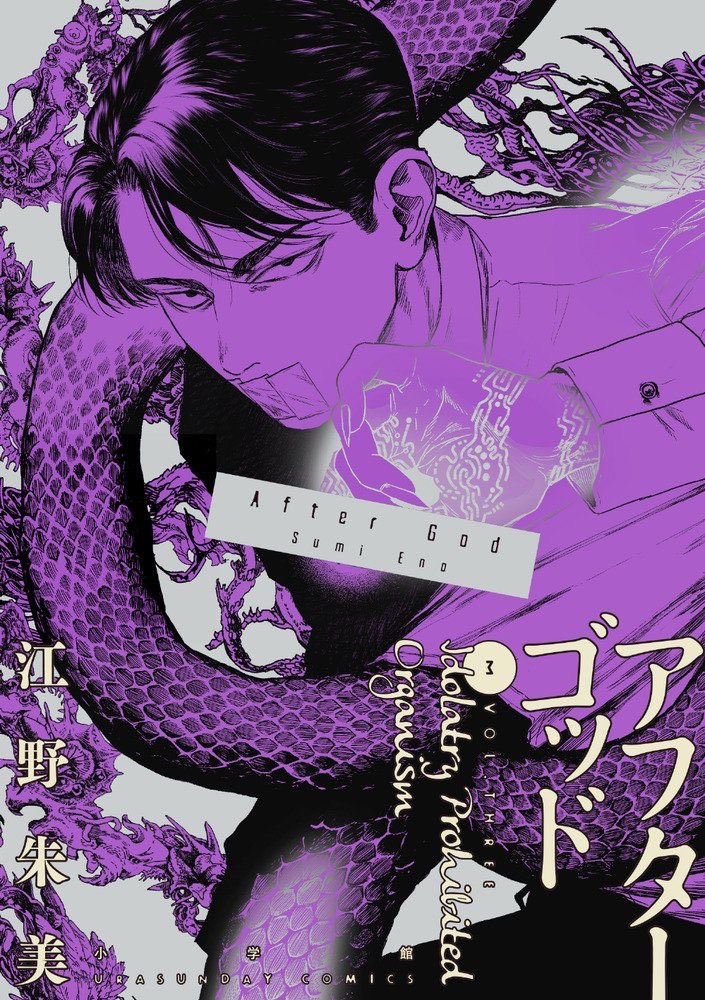 After God
Sumi Eno
アフター
ゴッド
3
VOL.THREE
Idolatry Prohibited
Organism
江野朱美
小学館
URASUNDAY COMICS